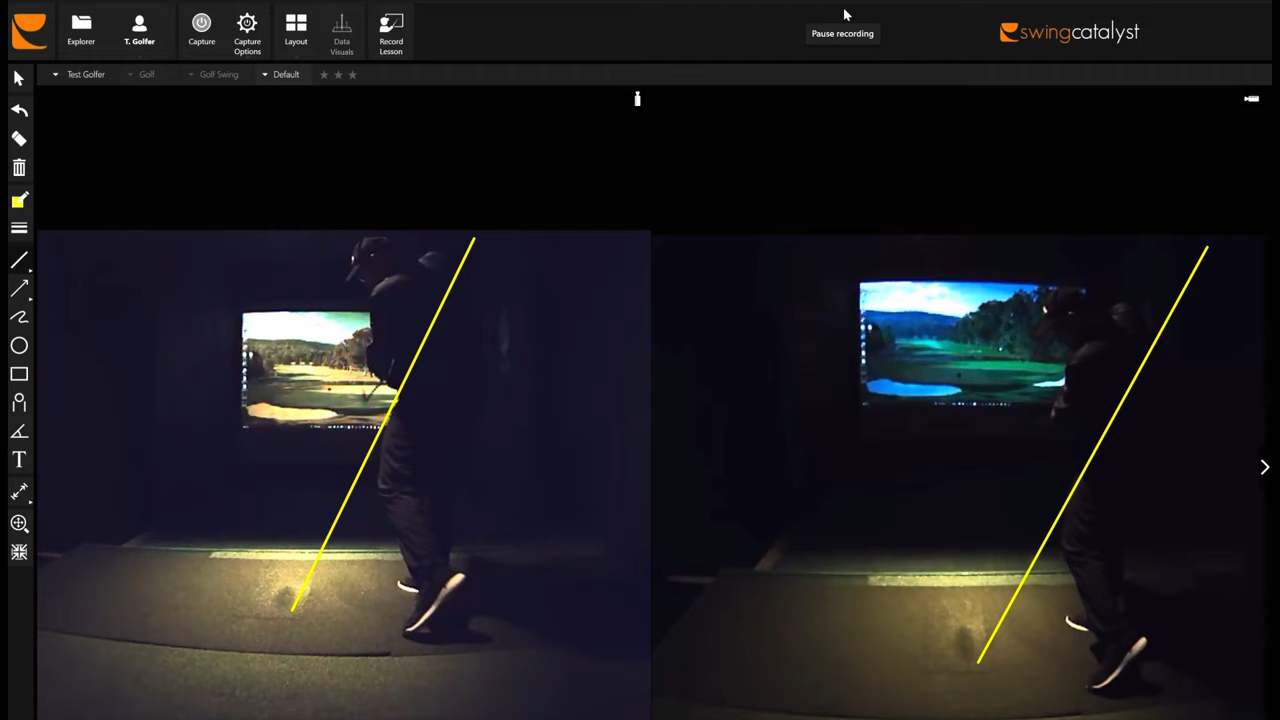 Explorer
T. Golfer
Capture
Capture Options
Layout
Data Visuals
Record Lesson
Pause recording
swingcatalyst
Test Golfer
Golf
Golf Swing
Default
T